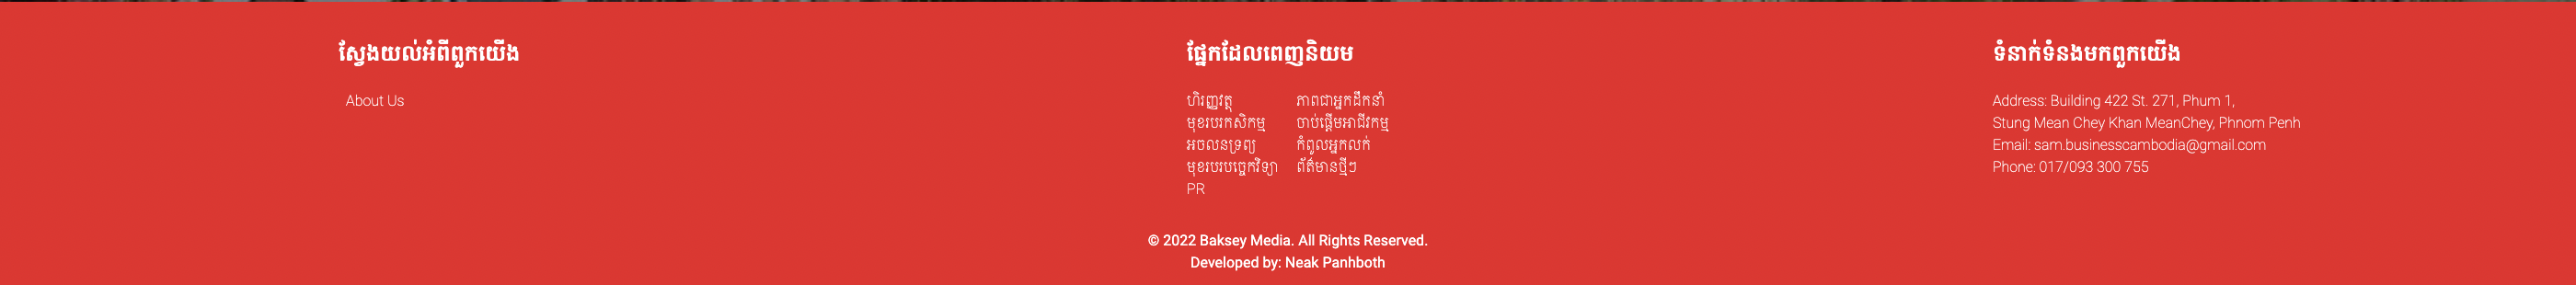 ស្វែងយល់អំពីពួកយើង
About Us
ផ្នែកដែលពេញនិយម
ហិរញ្ញវត្ថុ
មុខរបរកសិកម្ម
អចលនទ្រព្យ
មុខរបរបច្ចេកវិទ្យា
PR
ភាពជាអ្នកដឹកនាំ
ចាប់ផ្តើមអាជីវកម្ម
កំពូលអ្នកលក់
ព័ត៌មានថ្មីៗ
ទំនាក់ទំនងមកពួកយើង
Address: Building 422 St. 271, Phum 1,
Stung Mean Chey Khan MeanChey, Phnom Penh
Email: sam.businesscambodia@gmail.com
Phone: 017/093 300 755
© 2022 Baksey Media. All Rights Reserved.
Developed by: Neak Panhboth